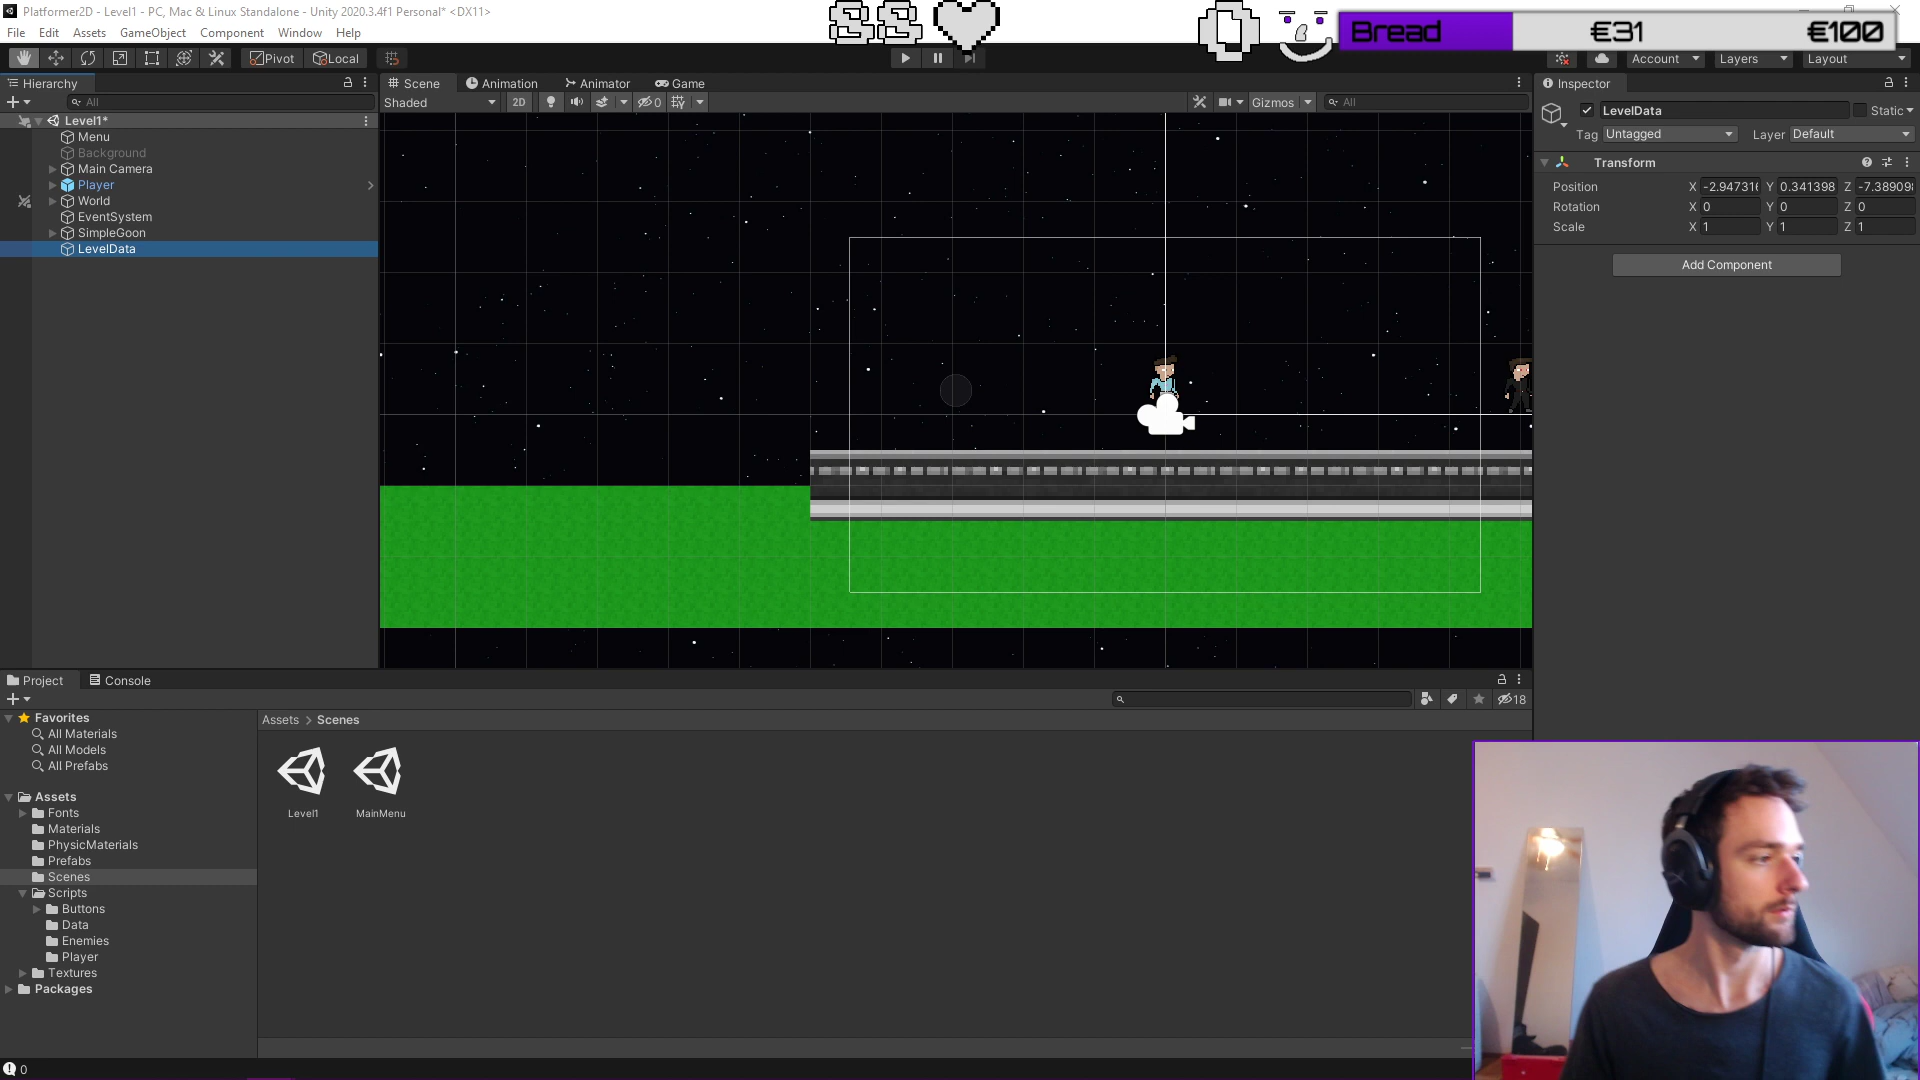 Platformer2D - Level1 - PC, Mac & Linux Standalone - Unity 2020.3.4f1 Personal* <DX11>
88
0
Bread €31 €100
File Edit Assets GameObject Component Window Help
Pivot Local
Account Layers Layout
Hierarchy
All
Level1*
Menu
Background
Main Camera
Player
World
EventSystem
SimpleGoon
LevelData
Scene Animation Animator Game
Shaded 2D 0 Gizmos All
Inspector
LevelData Static
Tag Untagged Layer Default
Transform
Position X -2.947316 Y 0.341398 Z -7.389098
Rotation X 0 Y 0 Z 0
Scale X 1 Y 1 Z 1
Add Component
Project Console
18
Favorites
All Materials
All Models
All Prefabs
Assets
Fonts
Materials
PhysicMaterials
Prefabs
Scenes
Scripts
Buttons
Data
Enemies
Player
Textures
Packages
Assets > Scenes
Level1 MainMenu
0